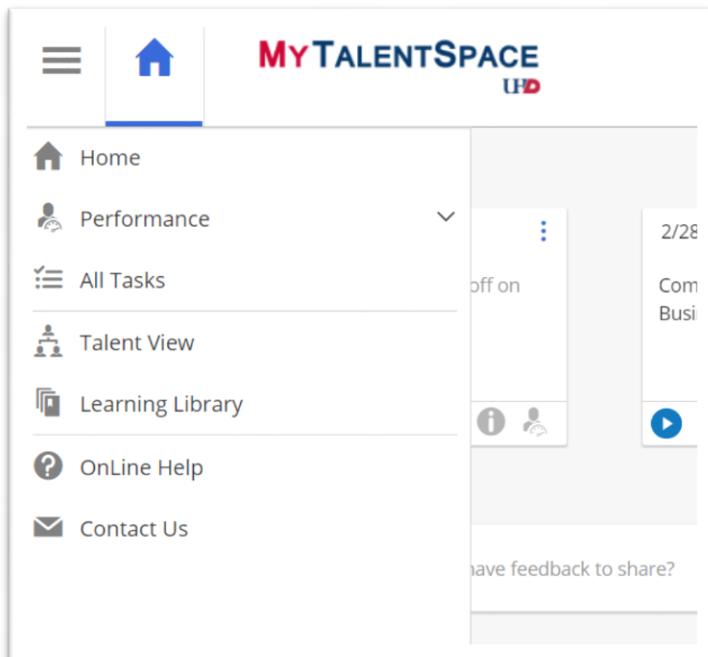 MYTALENTSPACE
UHD
Home
Performance
All Tasks
Talent View
Learning Library
OnLine Help
Contact Us
off on
2/28
Com
Busi
have feedback to share?